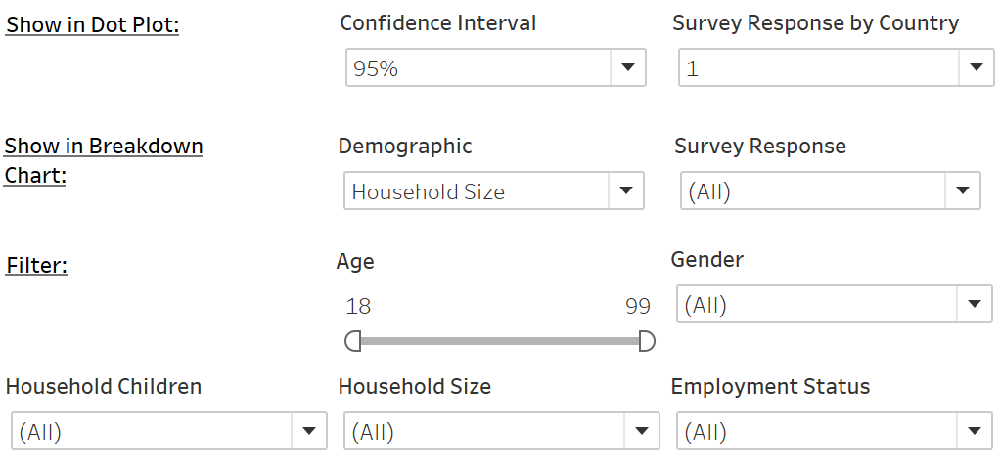 Show in Dot Plot:
Confidence Interval
Survey Response by Country
95%
1
Show in Breakdown
Chart:
Demographic
Survey Response
Household Size
(All)
Filter:
Age
Gender
18
99
(All)
Household Children
Household Size
Employment Status
(All)
(All)
(All)